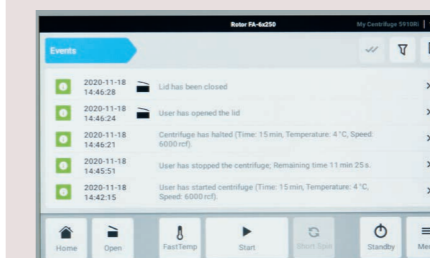 Rotor FA-6x250
My Centrifuge 5910Ri
Events
2020-11-18
14:46:28
Lid has been closed
2020-11-18
14:46:24
User has opened the lid
2020-11-18
14:46:21
Centrifuge has halted (Time: 15 min, Temperature: 4 °C, Speed:
6000 rcf).
2020-11-18
14:45:51
User has stopped the centrifuge; Remaining time 11 min 25 s.
2020-11-18
14:42:15
User has started centrifuge (Time: 15 min, Temperature: 4 °C,
Speed: 6000 rcf).
Home
Open
FastTemp
Start
Short Spin
Standby
Me